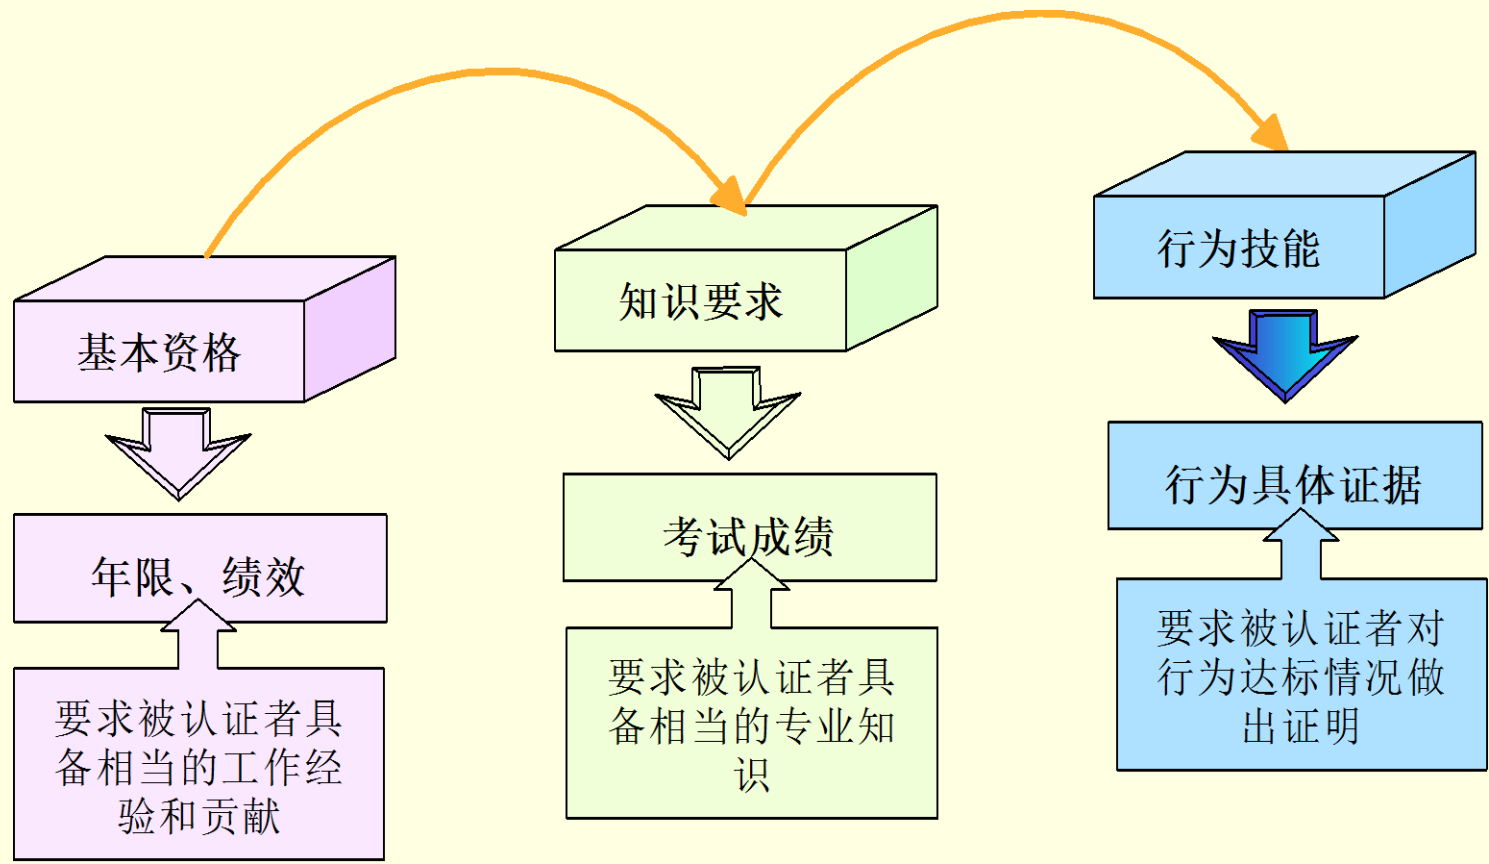 基本资格
年限、绩效
要求被认证者具
备相当的工作经
验和贡献
知识要求
考试成绩
要求被认证者具
备相当的专业知
识
行为技能
行为具体证据
要求被认证者对
行为达标情况做
出证明